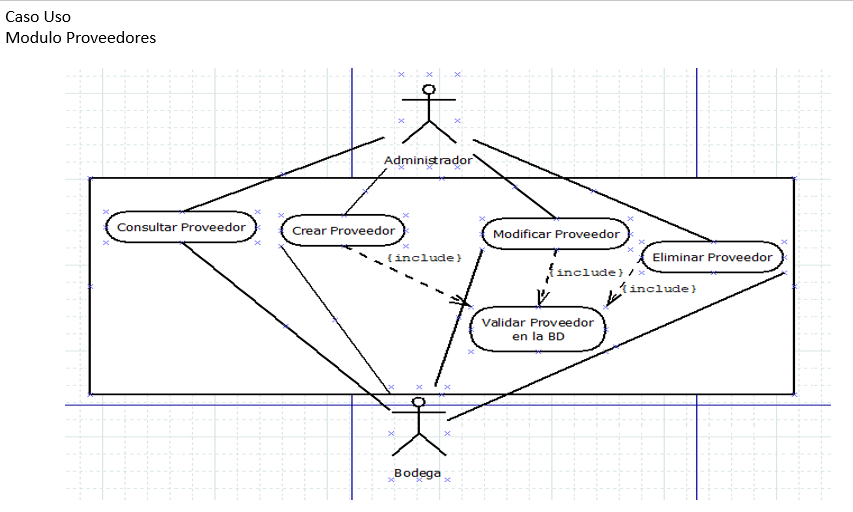 Caso Uso
Modulo Proveedores
Administrador
Consultar Proveedor
Crear Proveedor
Modificar Proveedor
{include}
Eliminar Proveedor
{include}
{include}
Validar Proveedor
en la BD
Bodega